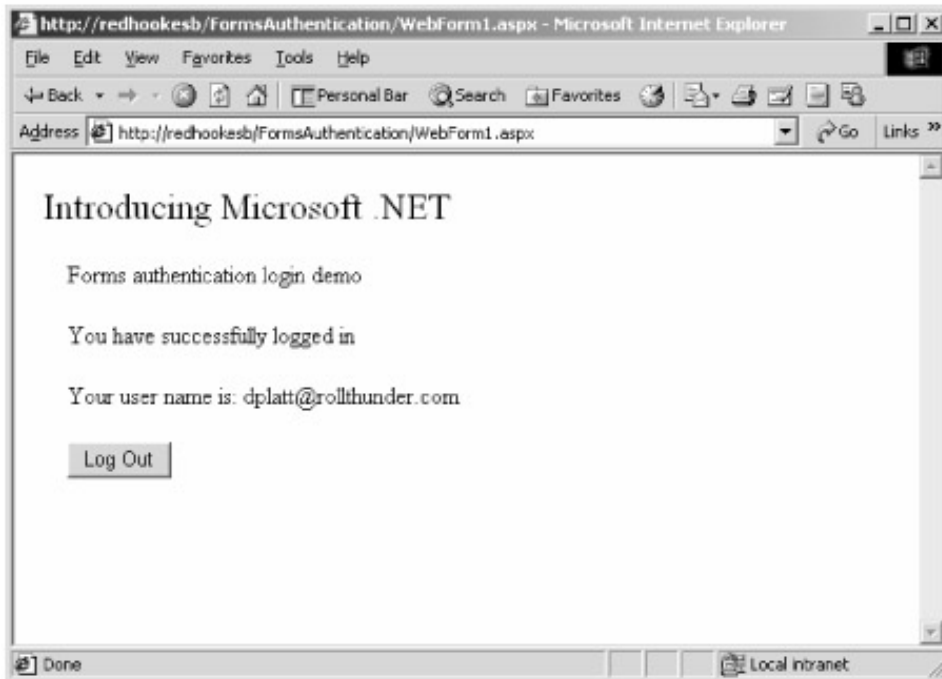 http://redhookesb/FormsAuthentication/WebForm1.aspx - Microsoft Internet Explorer
File Edit View Favorites Tools Help
Back Personal Bar Search Favorites
Address http://redhookesb/FormsAuthentication/WebForm1.aspx Go Links »
Introducing Microsoft .NET
Forms authentication login demo
You have successfully logged in
Your user name is: dplatt@rollthunder.com
Log Out
Done Local intranet